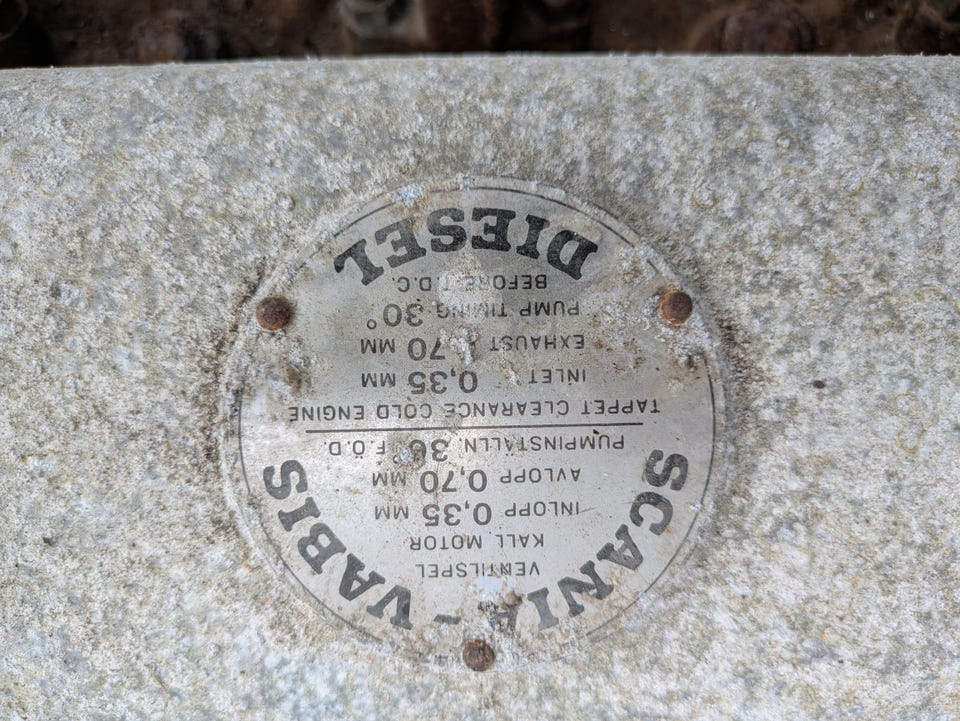 SCANIA-VABIS
VENTILSPEL
KALL MOTOR
INLOPP 0,35 MM
AVLOPP 0,70 MM
PUMPINSTÄLLN. 30° F.Ö.D.
TAPPET CLEARANCE COLD ENGINE
INLET 0,35 MM
EXHAUST 0,70 MM
PUMP TIMING 30°
BEFORE T.D.C.
DIESEL